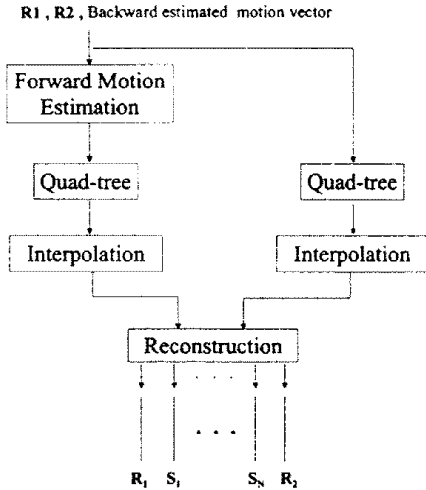 R1 , R2 , Backward estimated motion vector
Forward Motion
Estimation
Quad-tree
Quad-tree
Interpolation
Interpolation
Reconstruction
. . .
. . .
R₁ S₁ S_N R₂